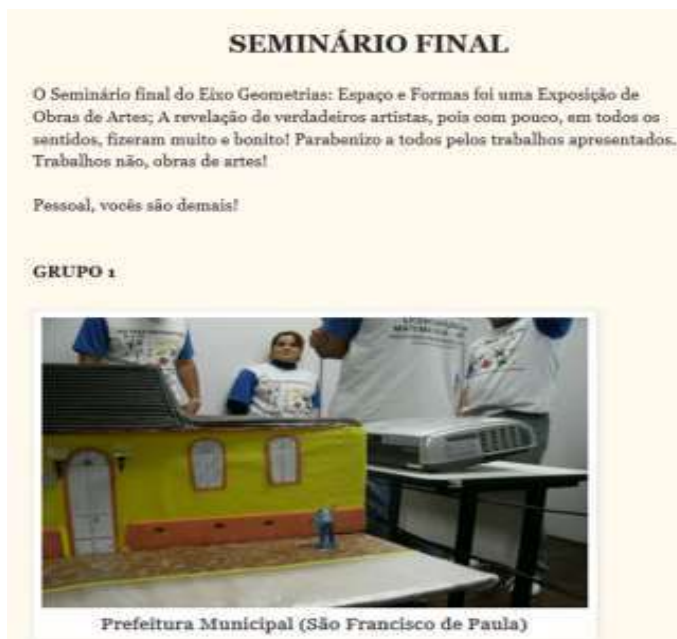 SEMINÁRIO FINAL
O Seminário final do Eixo Geometrias: Espaço e Formas foi uma Exposição de
Obras de Artes; A revelação de verdadeiros artistas, pois com pouco, em todos os
sentidos, fizeram muito e bonito! Parabenizo a todos pelos trabalhos apresentados.
Trabalhos não, obras de artes!
Pessoal, vocês são demais!
GRUPO 1
Prefeitura Municipal (São Francisco de Paula)